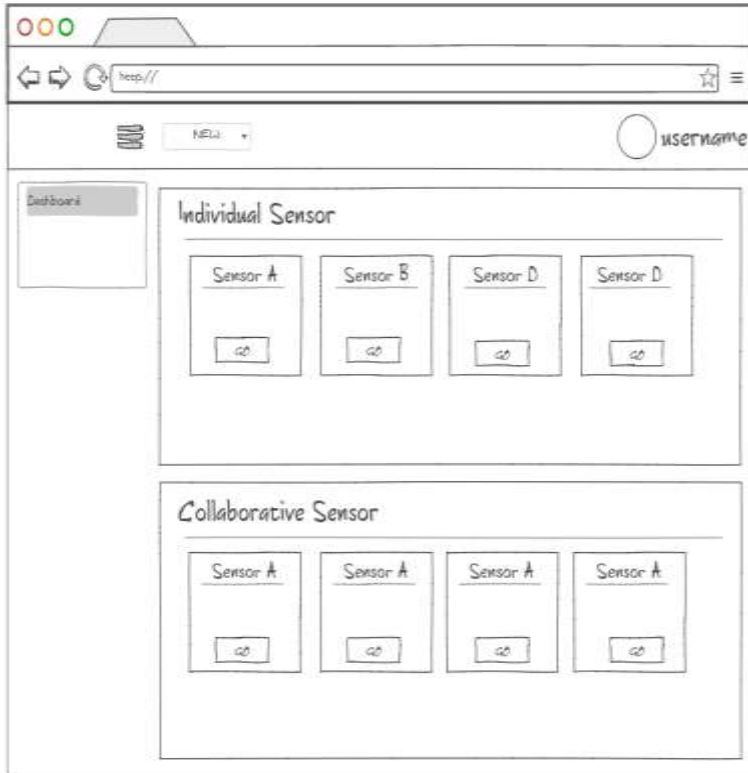 http://
NEW
username
Dashboard
Individual Sensor
Sensor A
Sensor B
Sensor D
Sensor D
GO
GO
GO
GO
Collaborative Sensor
Sensor A
Sensor A
Sensor A
Sensor A
GO
GO
GO
GO